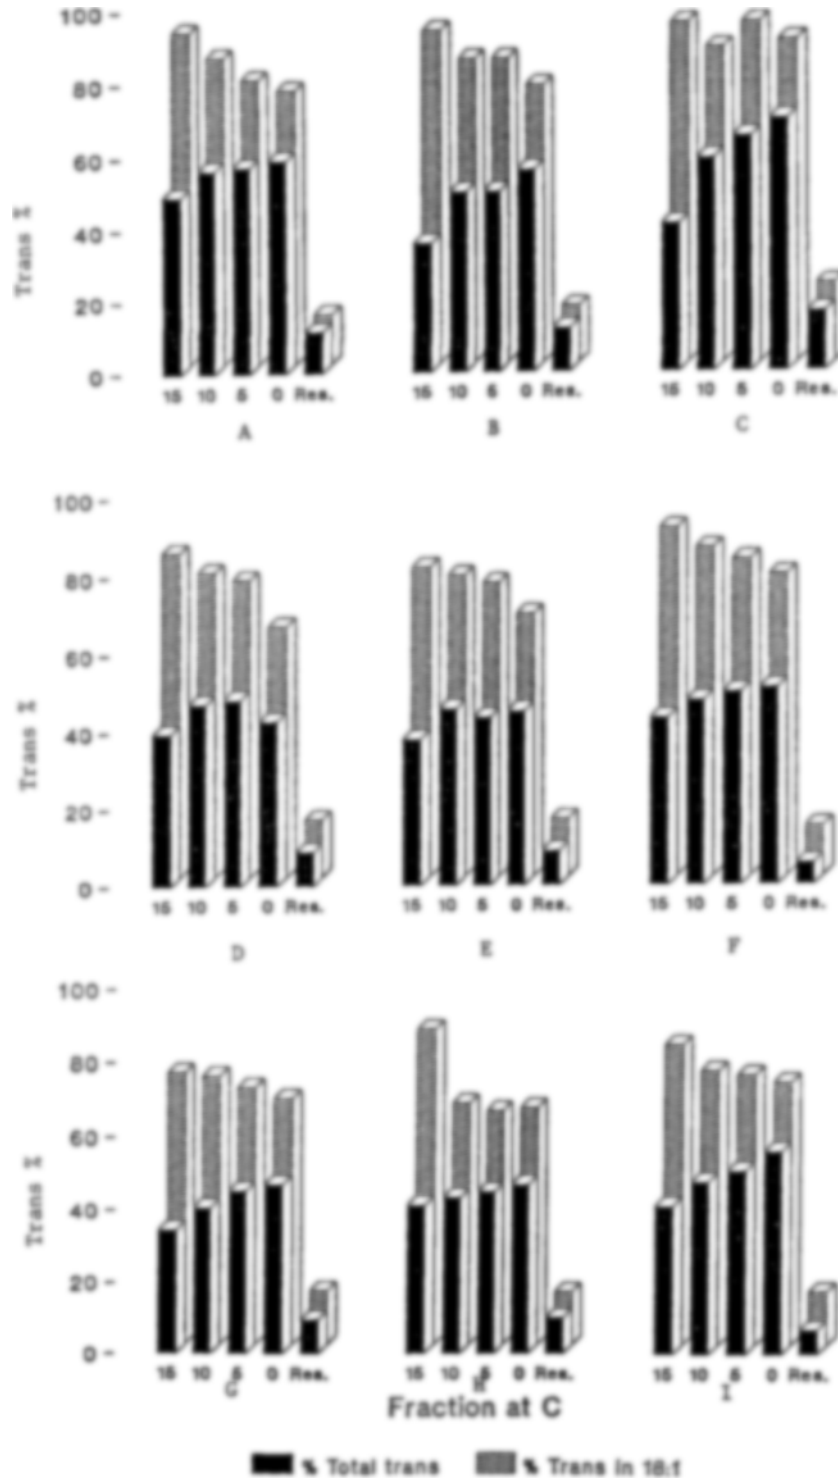 100
80
60
40
20
0
Trans %
15 10 5 0 Res.
15 10 5 0 Res.
15 10 5 0 Res.
A B C
100
80
60
40
20
0
Trans %
15 10 5 0 Res.
15 10 5 0 Res.
15 10 5 0 Res.
D E F
100
80
60
40
20
0
Trans %
15 10 5 0 Res.
15 10 5 0 Res.
15 10 5 0 Res.
G H I
Fraction at C
% Total trans % Trans in 18:1